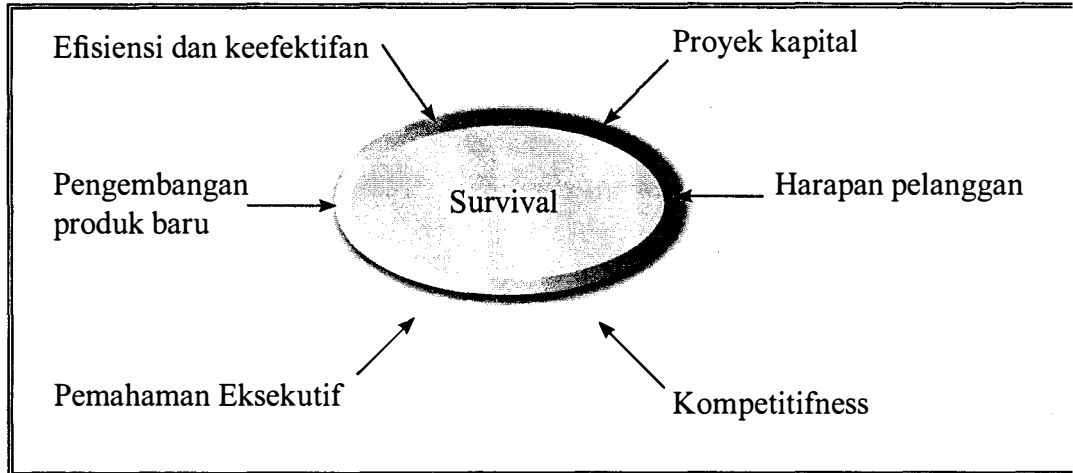 Efisiensi dan keefektifan
Proyek kapital
Pengembangan
produk baru
Survival
Harapan pelanggan
Pemahaman Eksekutif
Kompetitifness